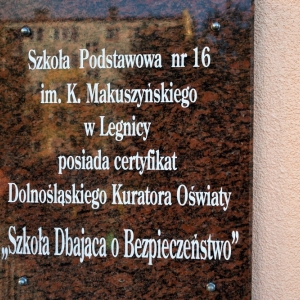 Szkoła Podstawowa nr 16
im. K. Makuszyńskiego
w Legnicy
posiada certyfikat
Dolnośląskiego Kuratora Oświaty
„Szkoła Dbająca o Bezpieczeństwo”